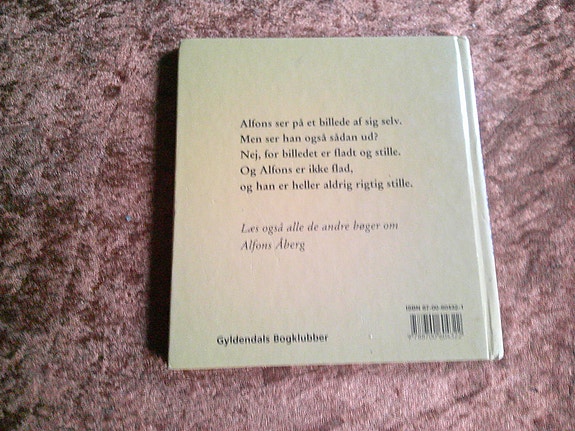 Alfons ser på et billede af sig selv.
Men ser han også sådan ud?
Nej, for billedet er fladt og stille.
Og Alfons er ikke flad,
og han er heller aldrig rigtig stille.
Læs også alle de andre bøger om
Alfons Åberg
Gyldendals Bogklubber